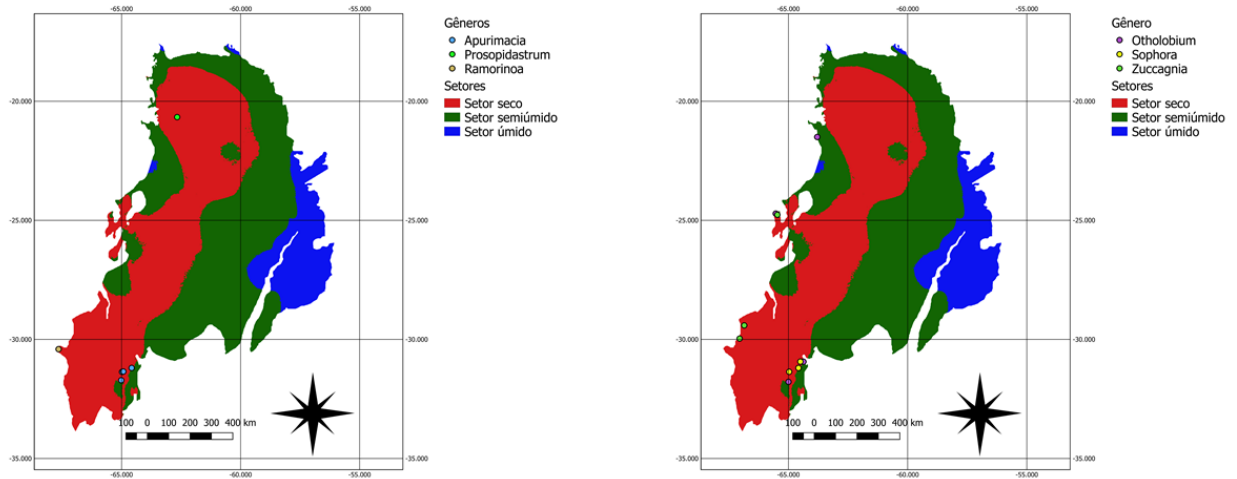 -65.000 -60.000 -55.000
Gêneros
Apurimacia
Prosopidastrum
Ramorinoa
Setores
Setor seco
Setor semiúmido
Setor úmido
-20.000 -20.000
-25.000 -25.000
-30.000 -30.000
100 0 100 200 300 400 km
-35.000 -35.000
-65.000 -60.000 -55.000
-65.000 -60.000 -55.000
Gênero
Otholobium
Sophora
Zuccagnia
Setores
Setor seco
Setor semiúmido
Setor úmido
-20.000 -20.000
-25.000 -25.000
-30.000 -30.000
100 0 100 200 300 400 km
-35.000 -35.000
-65.000 -60.000 -55.000